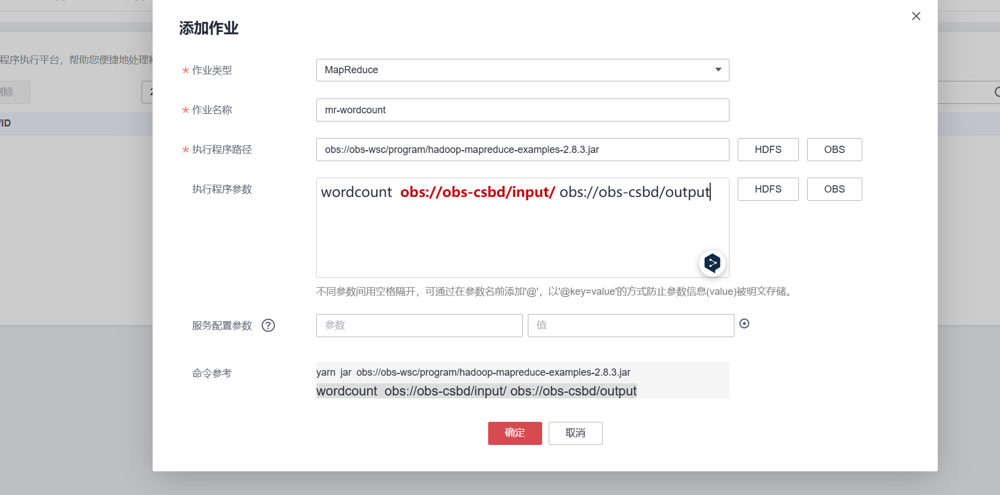 添加作业
程序执行平台，帮助您便捷地处理
* 作业类型
MapReduce
删除
* 作业名称
mr-wordcount
ID
* 执行程序路径
obs://obs-wsc/program/hadoop-mapreduce-examples-2.8.3.jar
HDFS
OBS
执行程序参数
wordcount obs://obs-csbd/input/ obs://obs-csbd/output
HDFS
OBS
不同参数间用空格隔开，可通过在参数名前添加'@'，以'@key=value'的方式防止参数信息(value)被明文存储。
服务配置参数 ?
参数
值
命令参考
yarn jar obs://obs-wsc/program/hadoop-mapreduce-examples-2.8.3.jar
wordcount obs://obs-csbd/input/ obs://obs-csbd/output
确定
取消